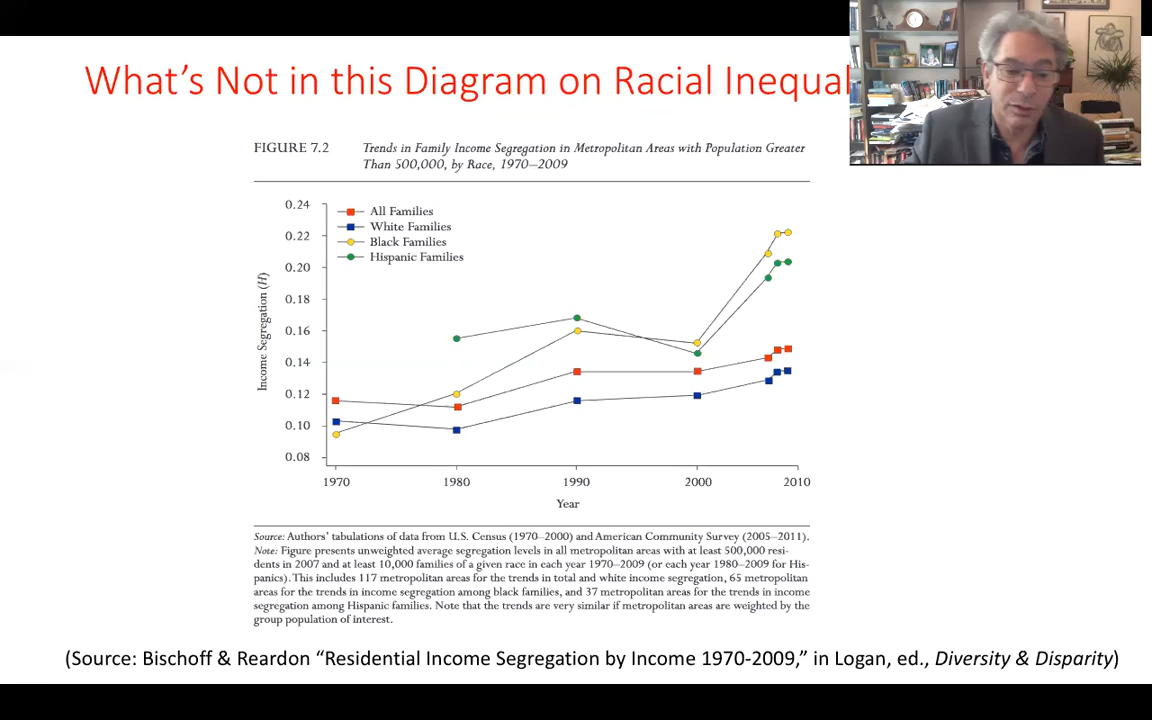 What's Not in this Diagram on Racial Inequal
FIGURE 7.2 Trends in Family Income Segregation in Metropolitan Areas with Population Greater
Than 500,000, by Race, 1970–2009
0.24
0.22
0.20
0.18
0.16
0.14
0.12
0.10
0.08
Income Segregation (H)
All Families
White Families
Black Families
Hispanic Families
1970 1980 1990 2000 2010
Year
Source: Authors' tabulations of data from U.S. Census (1970–2000) and American Community Survey (2005–2011).
Note: Figure presents unweighted average segregation levels in all metropolitan areas with at least 500,000 resi-
dents in 2007 and at least 10,000 families of a given race in each year 1970–2009 (or each year 1980–2009 for His-
panics). This includes 117 metropolitan areas for the trends in total and white income segregation, 65 metropolitan
areas for the trends in income segregation among black families, and 37 metropolitan areas for the trends in income
segregation among Hispanic families. Note that the trends are very similar if metropolitan areas are weighted by the
group population of interest.
(Source: Bischoff & Reardon “Residential Income Segregation by Income 1970-2009,” in Logan, ed., Diversity & Disparity)